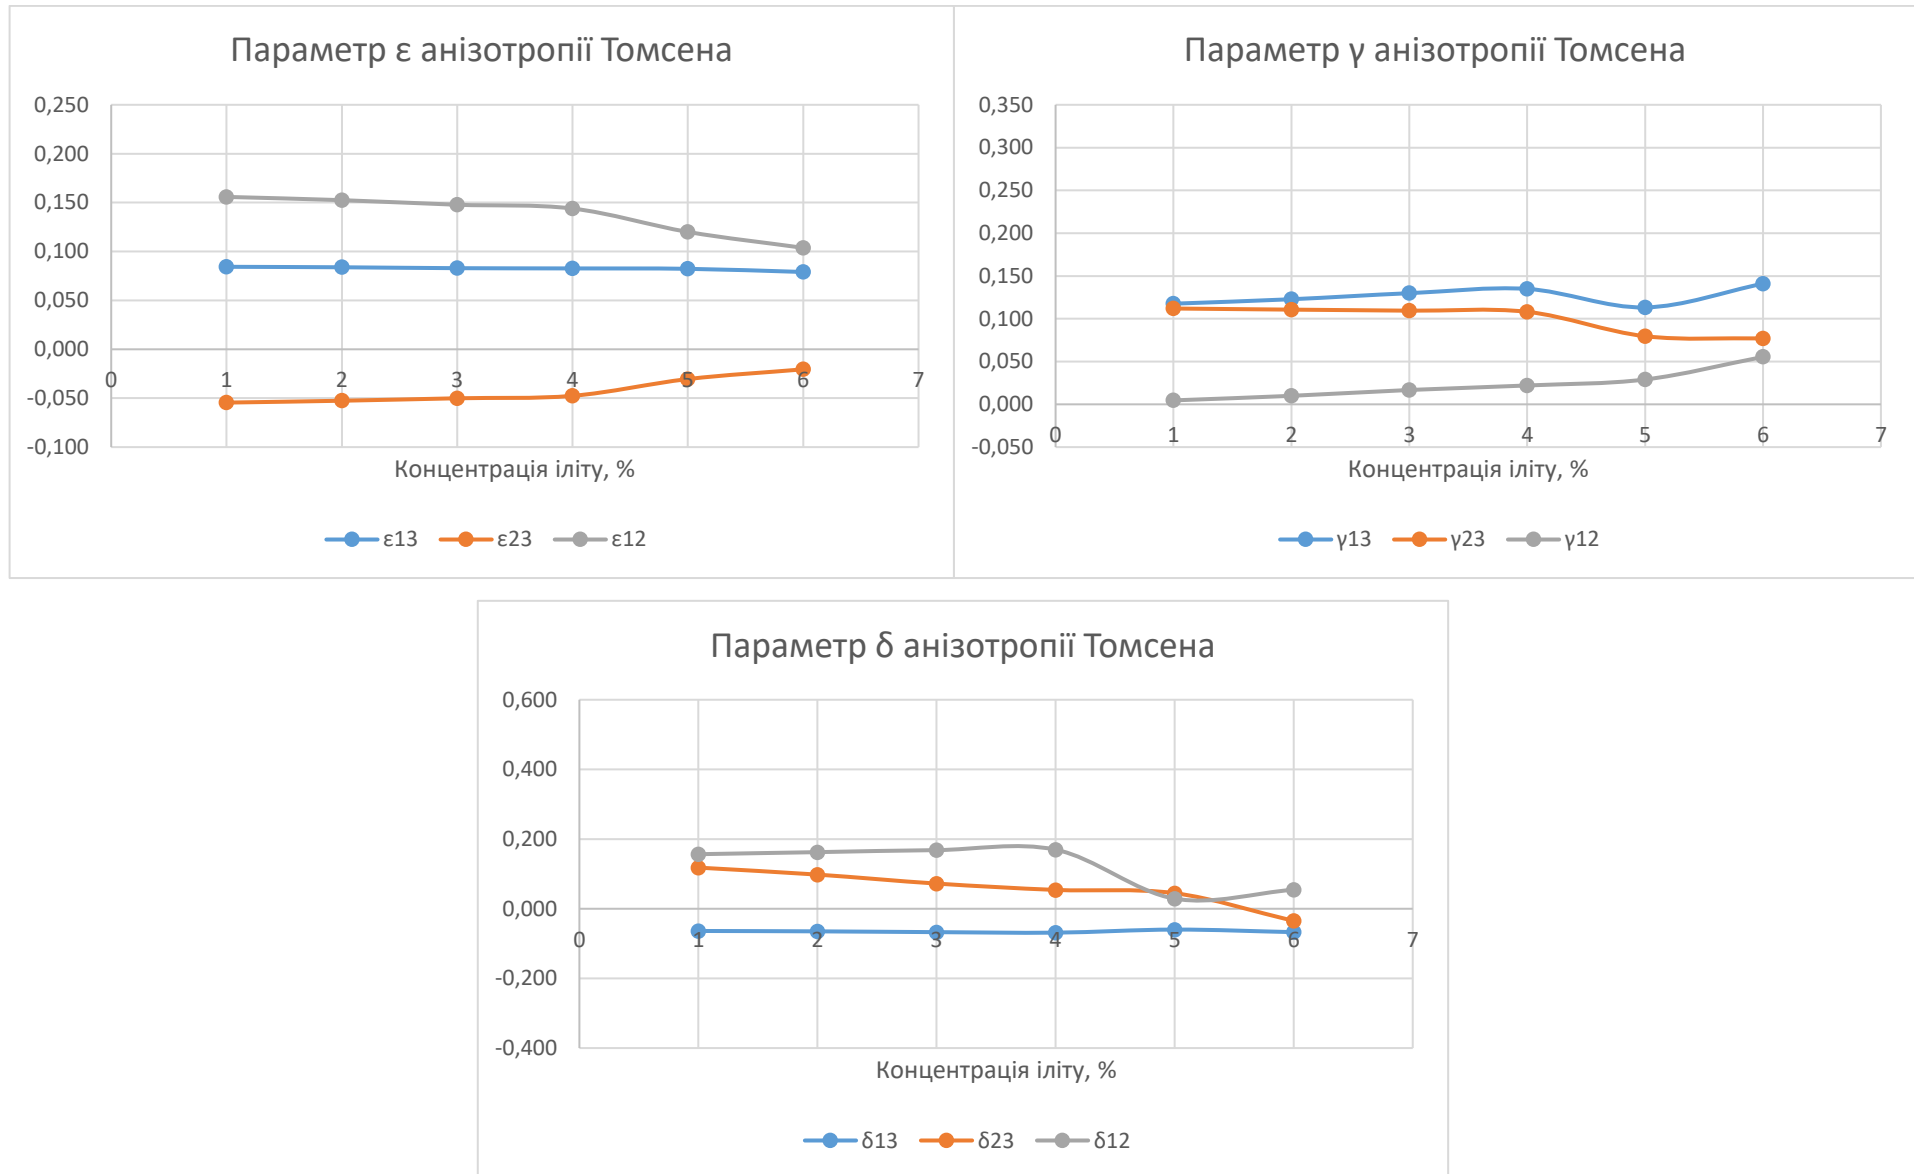 Параметр ε анізотропії Томсена
0,250
0,200
0,150
0,100
0,050
0,000
-0,050
-0,100
0 1 2 3 4 5 6 7
Концентрація іліту, %
ε13 ε23 ε12
Параметр γ анізотропії Томсена
0,350
0,300
0,250
0,200
0,150
0,100
0,050
0,000
-0,050
0 1 2 3 4 5 6 7
Концентрація іліту, %
γ13 γ23 γ12
Параметр δ анізотропії Томсена
0,600
0,400
0,200
0,000
-0,200
-0,400
0 1 2 3 4 5 6 7
Концентрація іліту, %
δ13 δ23 δ12